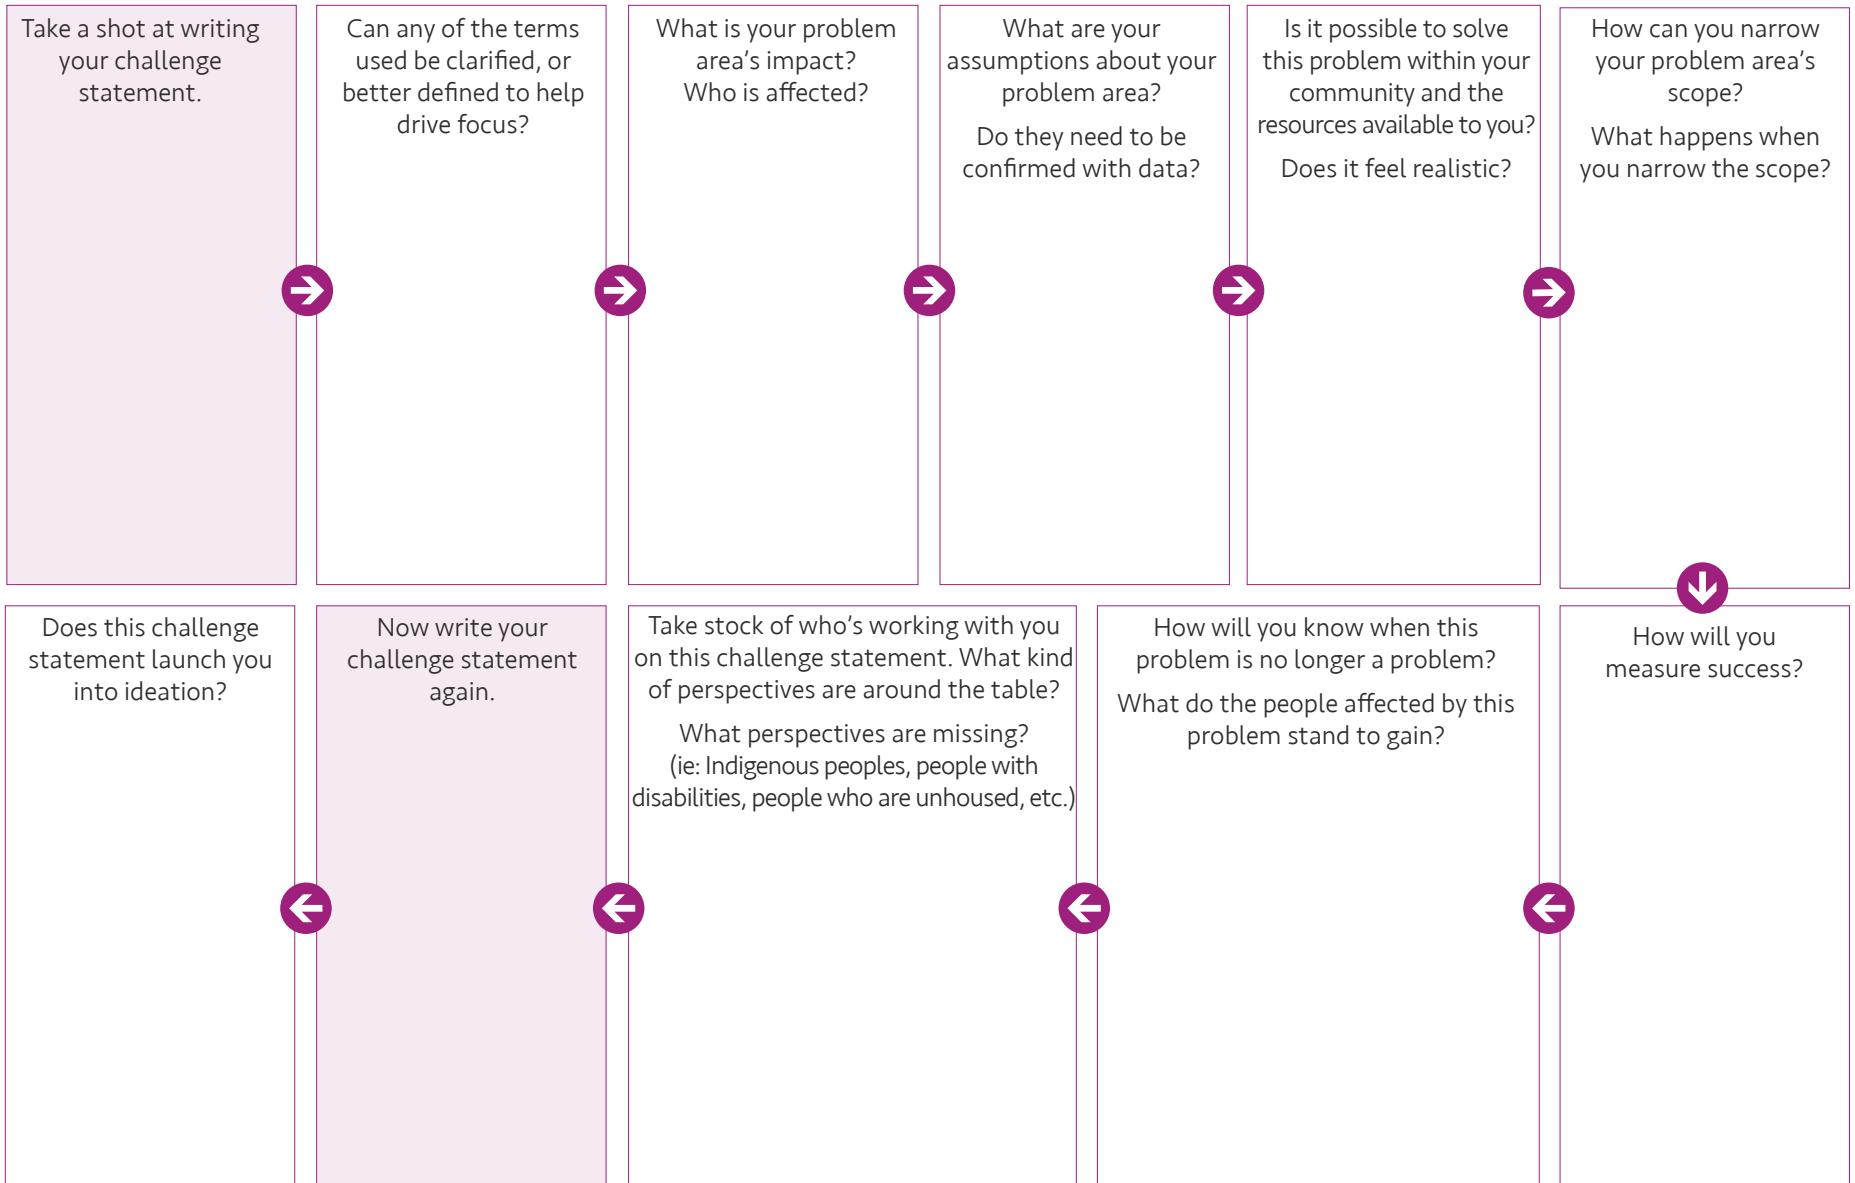 Take a shot at writing
your challenge
statement.
Can any of the terms
used be clarified, or
better defined to help
drive focus?
What is your problem
area's impact?
Who is affected?
What are your
assumptions about your
problem area?
Do they need to be
confirmed with data?
Is it possible to solve
this problem within your
community and the
resources available to you?
Does it feel realistic?
How can you narrow
your problem area's
scope?
What happens when
you narrow the scope?
How will you
measure success?
How will you know when this
problem is no longer a problem?
What do the people affected by this
problem stand to gain?
Take stock of who's working with you
on this challenge statement. What kind
of perspectives are around the table?
What perspectives are missing?
(ie: Indigenous peoples, people with
disabilities, people who are unhoused, etc.)
Now write your
challenge statement
again.
Does this challenge
statement launch you
into ideation?